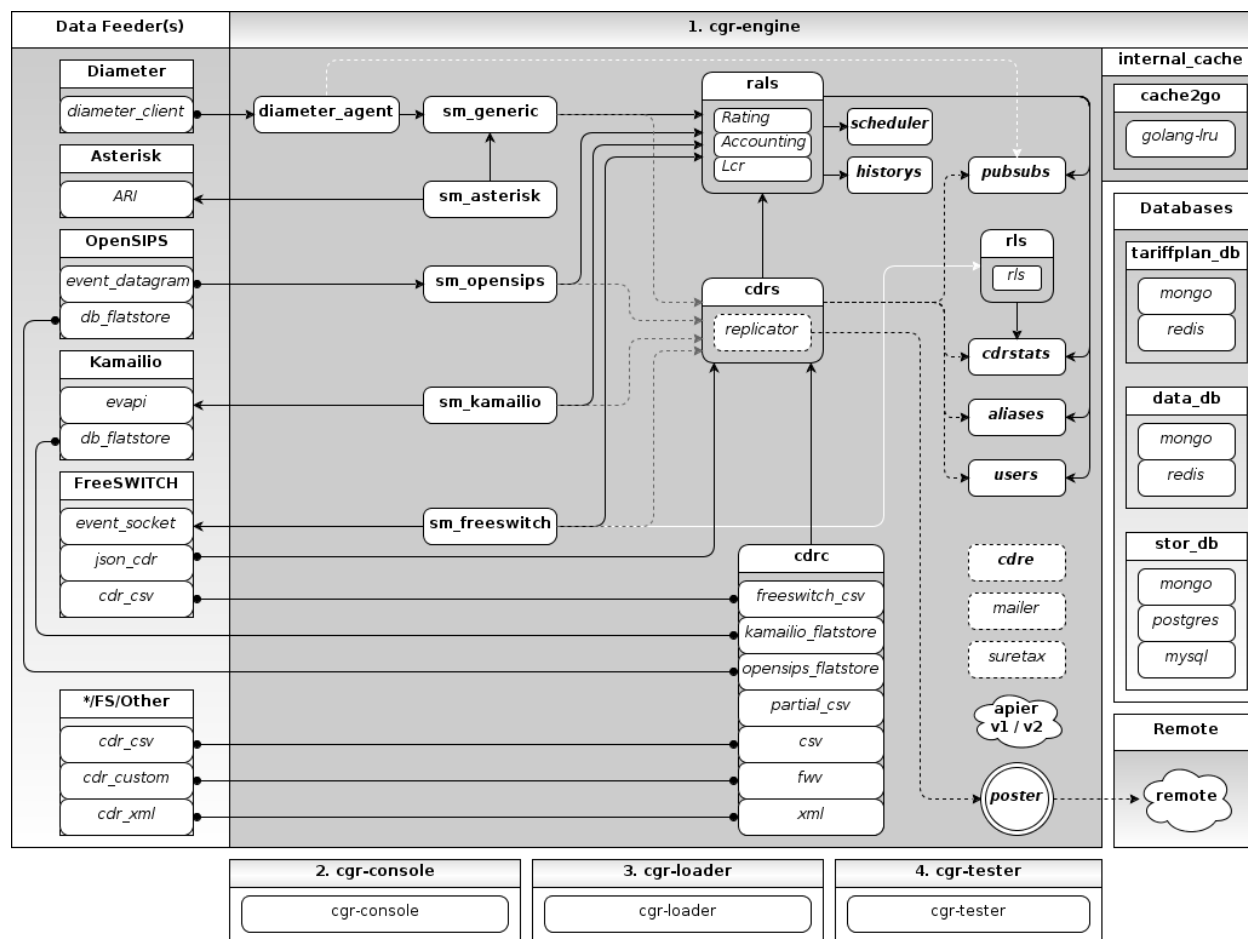 Data Feeder(s)
1. cgr-engine
Diameter
diameter_client
Asterisk
ARI
OpenSIPS
event_datagram
db_flatstore
Kamailio
evapi
db_flatstore
FreeSWITCH
event_socket
json_cdr
cdr_csv
*/FS/Other
cdr_csv
cdr_custom
cdr_xml
diameter_agent
sm_generic
sm_asterisk
sm_opensips
sm_kamailio
sm_freeswitch
rals
Rating
Accounting
Lcr
scheduler
historys
cdrs
replicator
cdrc
freeswitch_csv
kamailio_flatstore
opensips_flatstore
partial_csv
csv
fwv
xml
pubsubs
rls
rls
cdrstats
aliases
users
cdre
mailer
suretax
apier
v1 / v2
poster
internal_cache
cache2go
golang-lru
Databases
tariffplan_db
mongo
redis
data_db
mongo
redis
stor_db
mongo
postgres
mysql
Remote
remote
2. cgr-console
cgr-console
3. cgr-loader
cgr-loader
4. cgr-tester
cgr-tester